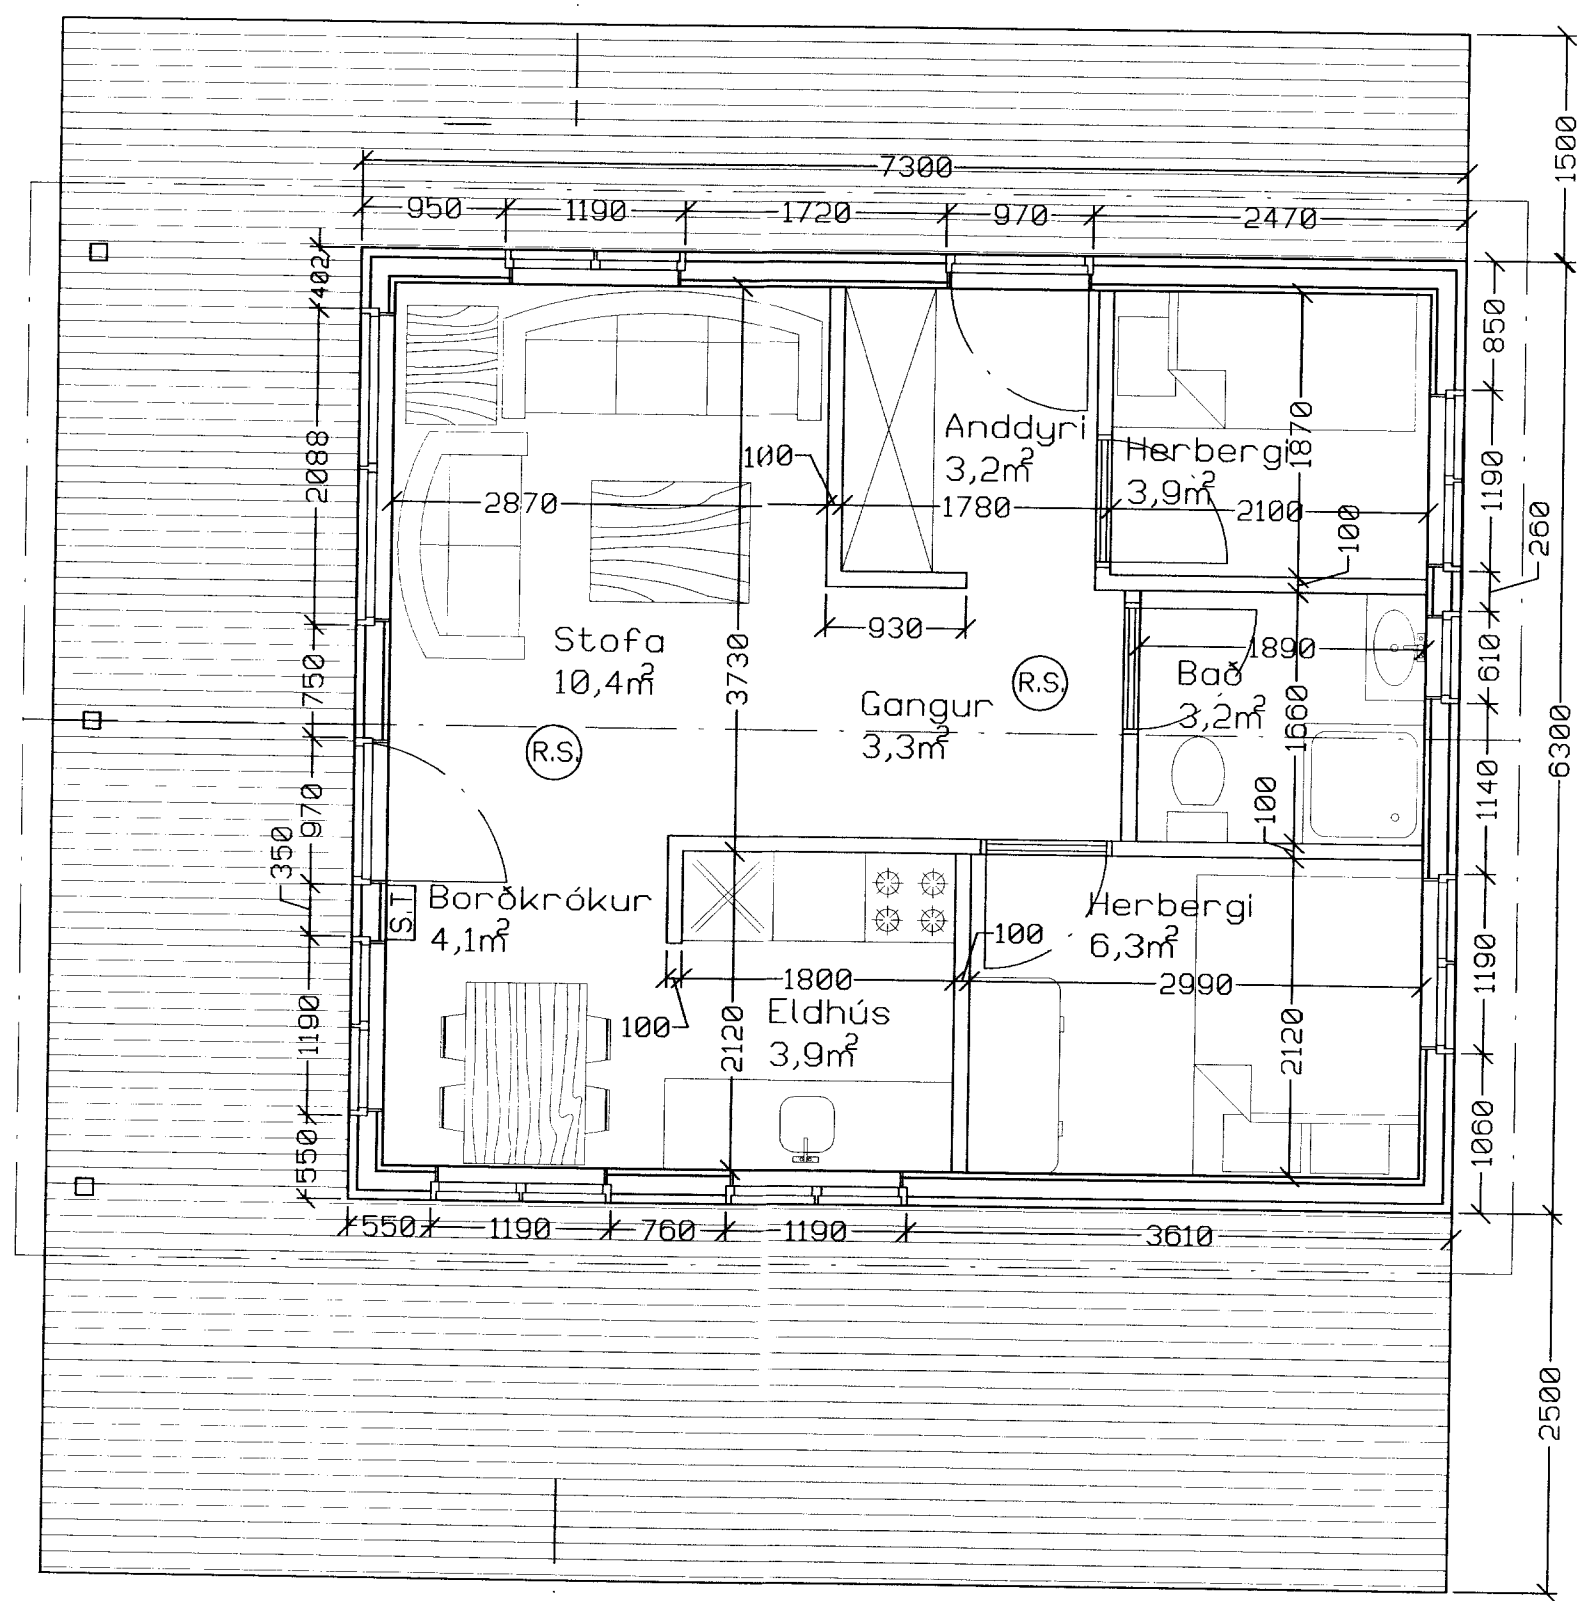 7300
950 1190 1720 970 2470
1500
402
2088
750
970
350
1190
550
850
1190
260
610
1140
1190
1060
6300
2500
Anddyri
3,2m²
Herbergi
3,9m²
1870
100
2870
1780
2100
100
930
Stofa
10,4m²
3730
R.S.
Gangur
3,3m²
R.S.
1890
Bað
3,2m²
1660
100
S.T
Borðkrókur
4,1m²
Herbergi
6,3m²
100
1800
2990
100
Eldhús
3,9m²
2120
2120
550 1190 760 1190 3610